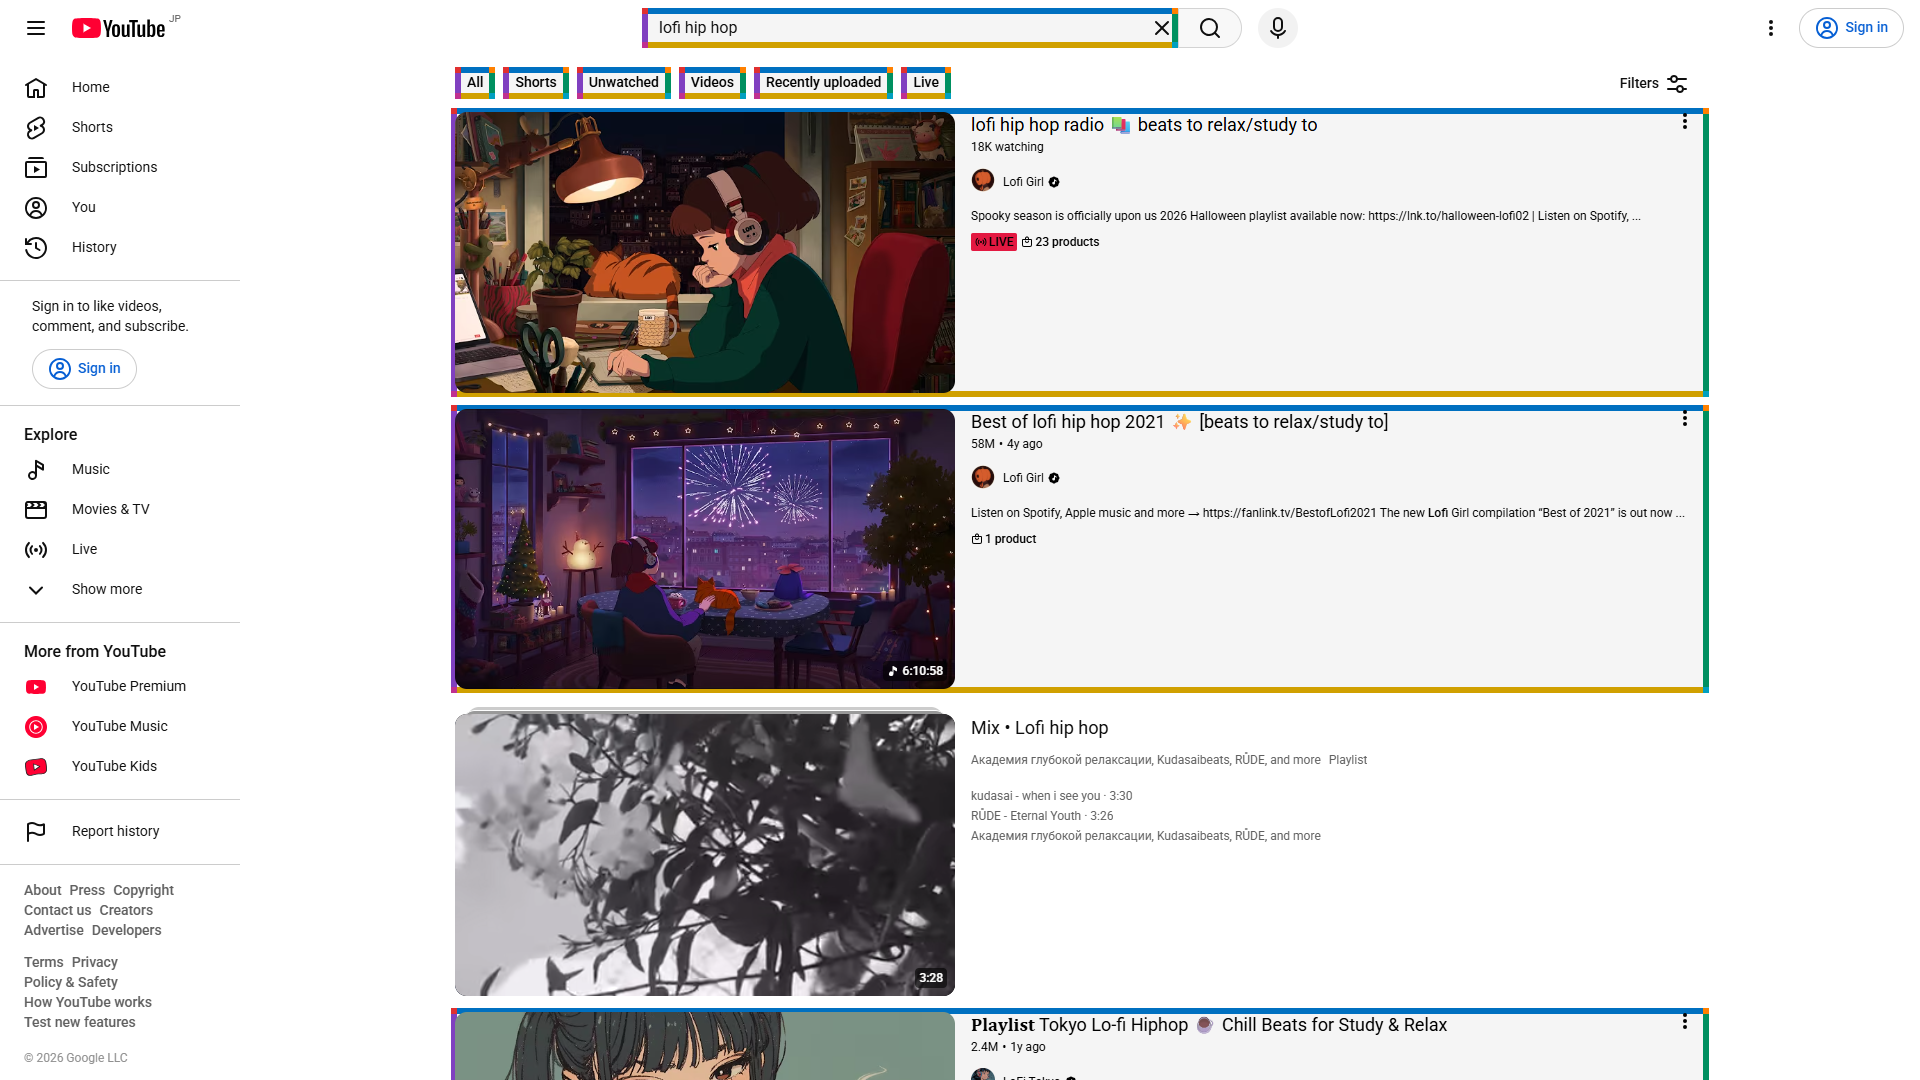 YouTube JP
lofi hip hop
Sign in
Home
Shorts
Subscriptions
You
History
Sign in to like videos,
comment, and subscribe.
Sign in
Explore
Music
Movies & TV
Live
Show more
More from YouTube
YouTube Premium
YouTube Music
YouTube Kids
Report history
About Press Copyright
Contact us Creators
Advertise Developers
Terms Privacy
Policy & Safety
How YouTube works
Test new features
© 2026 Google LLC
All Shorts Unwatched Videos Recently uploaded Live
Filters
lofi hip hop radio 📚 beats to relax/study to
18K watching
Lofi Girl
Spooky season is officially upon us 2026 Halloween playlist available now: https://lnk.to/halloween-lofi02 | Listen on Spotify, ...
LIVE 23 products
LOFI
LOFI
Best of lofi hip hop 2021 ✨ [beats to relax/study to]
58M • 4y ago
Lofi Girl
Listen on Spotify, Apple music and more → https://fanlink.tv/BestofLofi2021 The new Lofi Girl compilation “Best of 2021” is out now ...
1 product
6:10:58
Mix • Lofi hip hop
Академия глубокой релаксации, Kudasaibeats, RŮDE, and more Playlist
kudasai - when i see you · 3:30
RŮDE - Eternal Youth · 3:26
Академия глубокой релаксации, Kudasaibeats, RŮDE, and more
3:28
Playlist Tokyo Lo-fi Hiphop Chill Beats for Study & Relax
2.4M • 1y ago